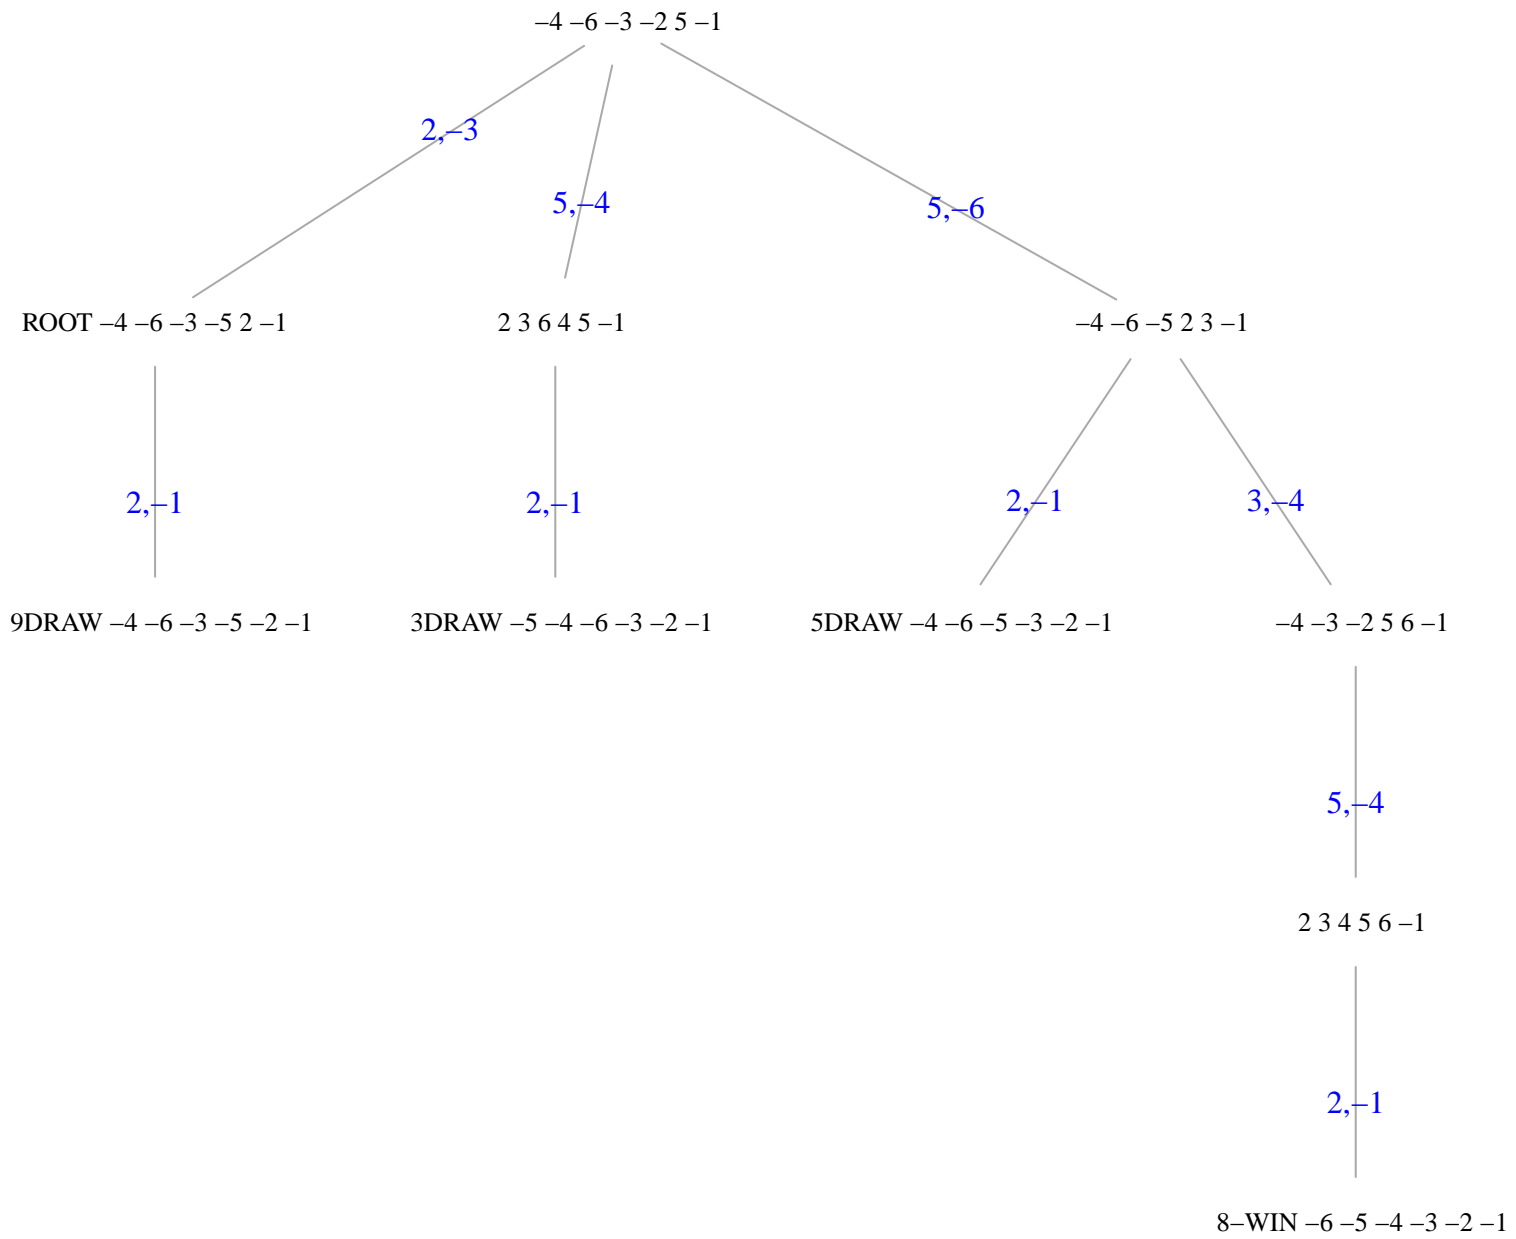 –4 –6 –3 –2 5 –1
2,–3
5,–4
5,–6
ROOT –4 –6 –3 –5 2 –1
2 3 6 4 5 –1
–4 –6 –5 2 3 –1
2,–1
2,–1
2,–1
3,–4
9DRAW –4 –6 –3 –5 –2 –1
3DRAW –5 –4 –6 –3 –2 –1
5DRAW –4 –6 –5 –3 –2 –1
–4 –3 –2 5 6 –1
5,–4
2 3 4 5 6 –1
2,–1
8–WIN –6 –5 –4 –3 –2 –1